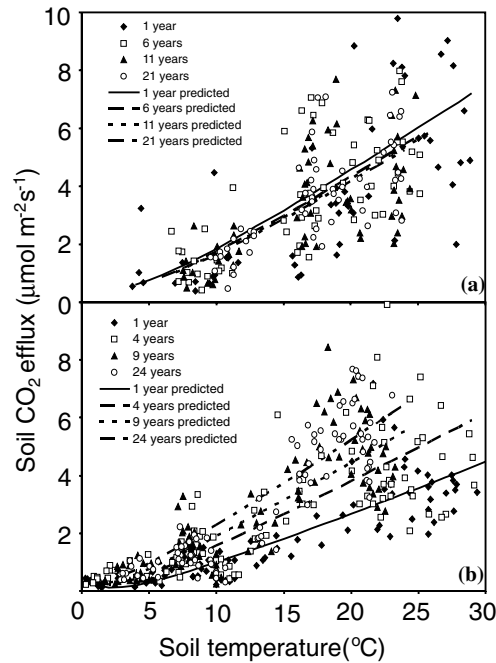 Soil CO2 efflux (μmol m-2s-1)
10
8
6
4
2
0
1 year
6 years
11 years
21 years
1 year predicted
6 years predicted
11 years predicted
21 years predicted
(a)
8
6
4
2
1 year
4 years
9 years
24 years
1 year predicted
4 years predicted
9 years predicted
24 years predicted
(b)
0 5 10 15 20 25 30
Soil temperature(ºC)